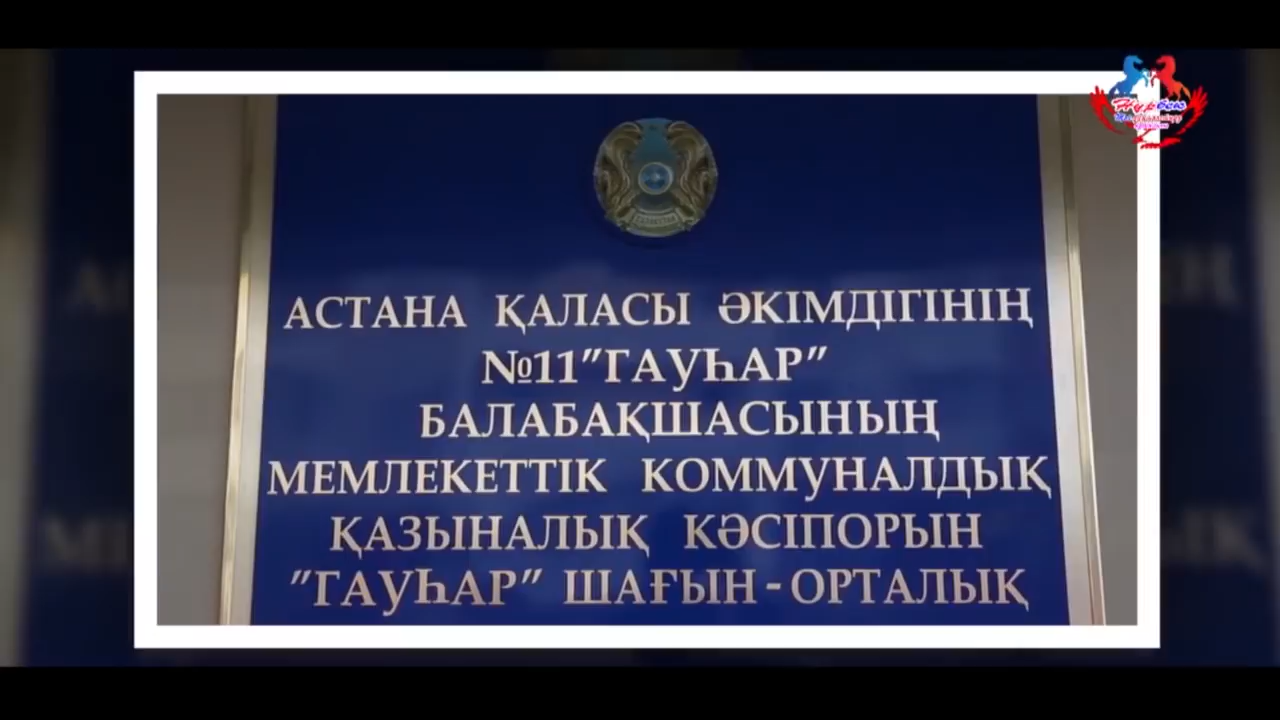 АСТАНА ҚАЛАСЫ ӘКІМДІГІНІҢ
№11"ГАУҺАР"
БАЛАБАҚШАСЫНЫҢ
МЕМЛЕКЕТТІК КОММУНАЛДЫҚ
ҚАЗЫНАЛЫҚ КӘСІПОРЫН
"ГАУҺАР" ШАҒЫН-ОРТАЛЫҚ